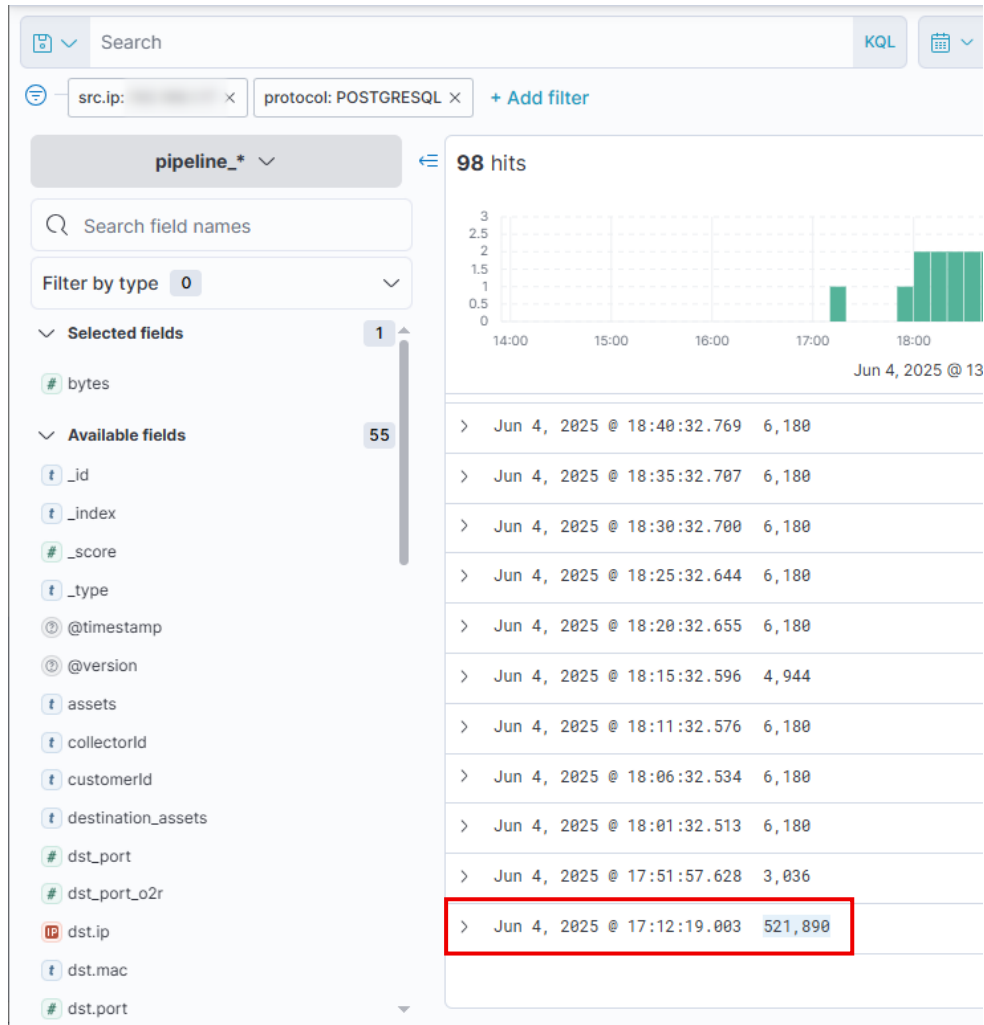 Search
KQL
src.ip: ×
protocol: POSTGRESQL ×
+ Add filter
pipeline_*
98 hits
Search field names
Filter by type 0
Selected fields 1
# bytes
Available fields 55
t _id
t _index
# _score
t _type
? @timestamp
? @version
t assets
t collectorId
t customerId
t destination_assets
# dst_port
# dst_port_o2r
IP dst.ip
t dst.mac
# dst.port
3
2.5
2
1.5
1
0.5
0
14:00 15:00 16:00 17:00 18:00
Jun 4, 2025 @ 13
Jun 4, 2025 @ 18:40:32.769 6,180
Jun 4, 2025 @ 18:35:32.707 6,180
Jun 4, 2025 @ 18:30:32.700 6,180
Jun 4, 2025 @ 18:25:32.644 6,180
Jun 4, 2025 @ 18:20:32.655 6,180
Jun 4, 2025 @ 18:15:32.596 4,944
Jun 4, 2025 @ 18:11:32.576 6,180
Jun 4, 2025 @ 18:06:32.534 6,180
Jun 4, 2025 @ 18:01:32.513 6,180
Jun 4, 2025 @ 17:51:57.628 3,036
Jun 4, 2025 @ 17:12:19.003 521,890